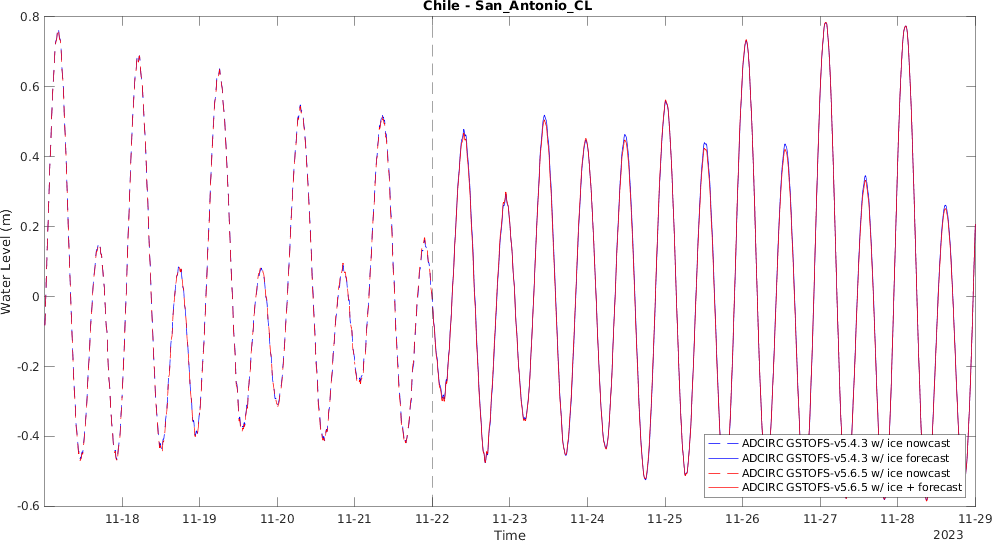 Chile - San_Antonio_CL
0.8
0.6
0.4
0.2
0
-0.2
-0.4
-0.6
Water Level (m)
11-18 11-19 11-20 11-21 11-22 11-23 11-24 11-25 11-26 11-27 11-28 11-29
Time
2023
ADCIRC GSTOFS-v5.4.3 w/ ice nowcast
ADCIRC GSTOFS-v5.4.3 w/ ice forecast
ADCIRC GSTOFS-v5.6.5 w/ ice nowcast
ADCIRC GSTOFS-v5.6.5 w/ ice + forecast